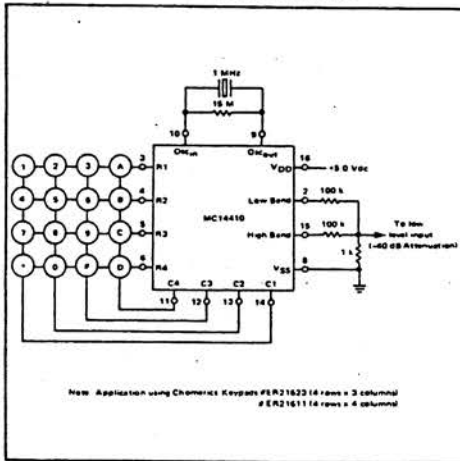 1 MHz
15 M
10 9
Osc in Osc out
1 2 3 A 3 R1 VDD 16 +5.0 Vdc
4 5 6 B 4 R2 Low Band 2 100 k
MC14410
7 8 9 C 5 R3 High Band 15 100 k To low
level input
(-40 dB Attenuation)
1 k
* 0 # D 6 R4 VSS 8
C4 C3 C2 C1
11 12 13 14
Note Application using Chomerics Keypads #ER21623 (4 rows x 3 columns)
#ER21611 (4 rows x 4 columns)